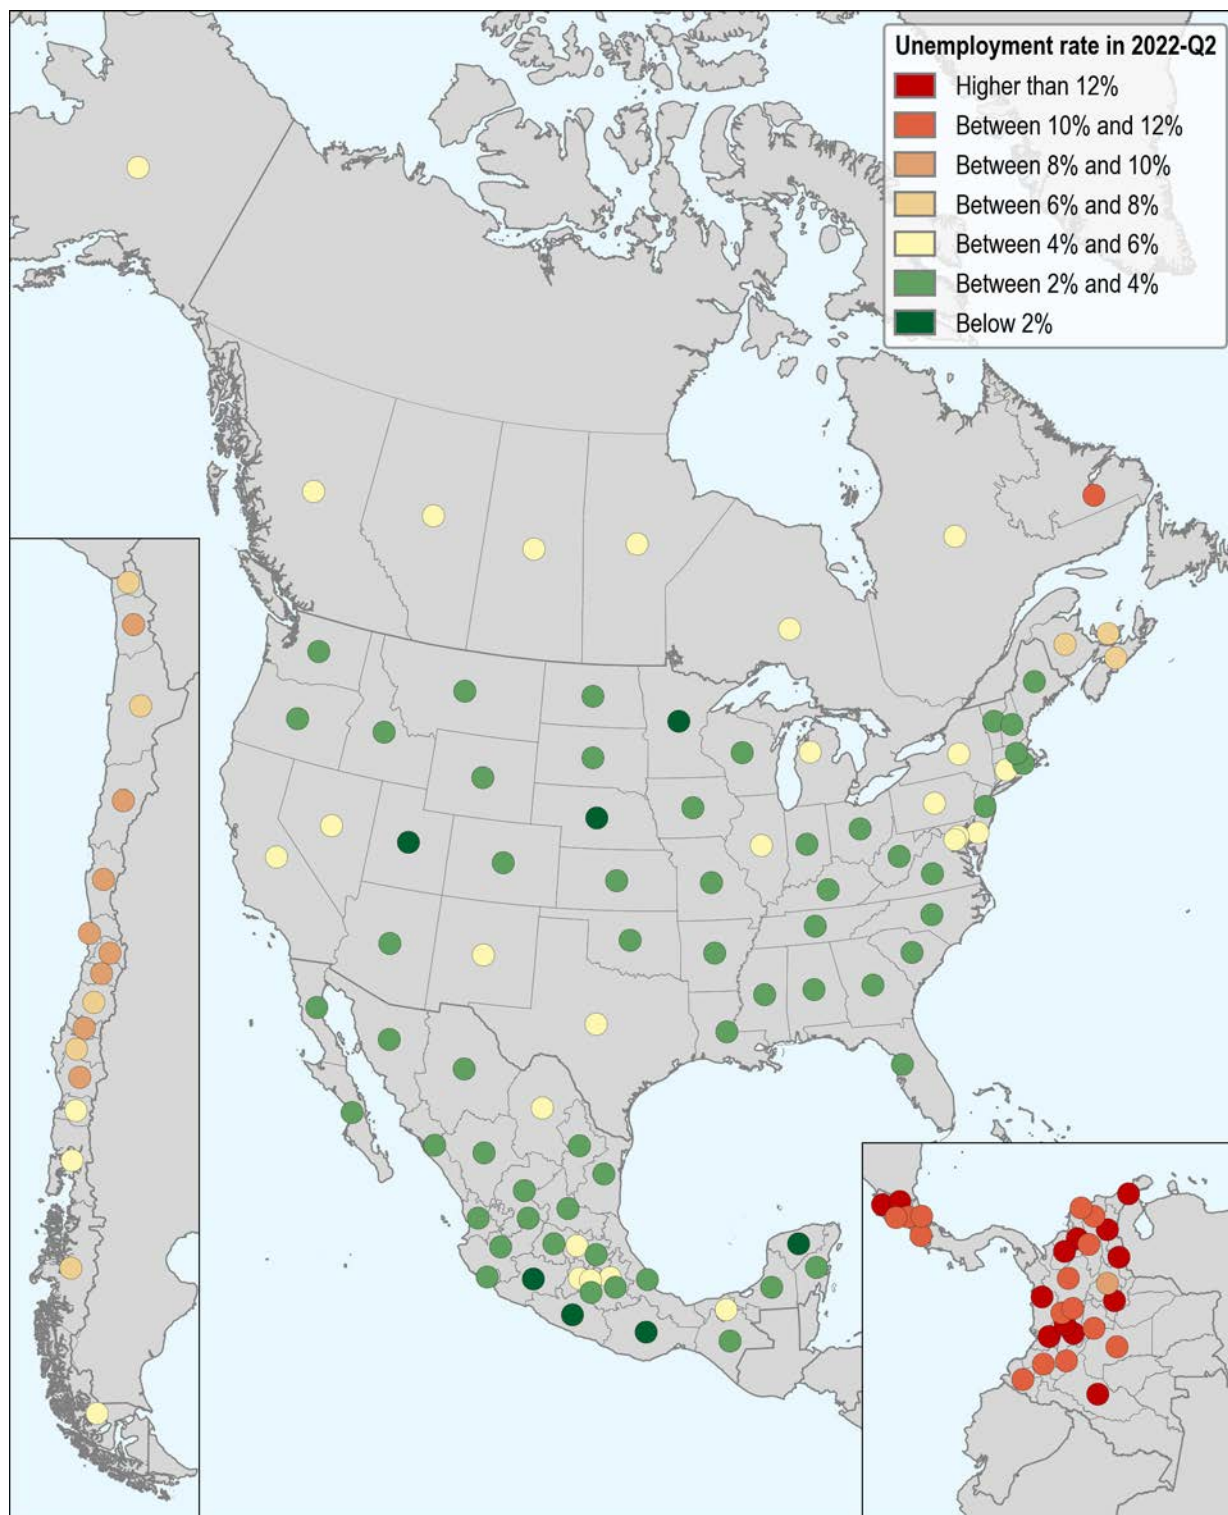 Unemployment rate in 2022-Q2
Higher than 12%
Between 10% and 12%
Between 8% and 10%
Between 6% and 8%
Between 4% and 6%
Between 2% and 4%
Below 2%